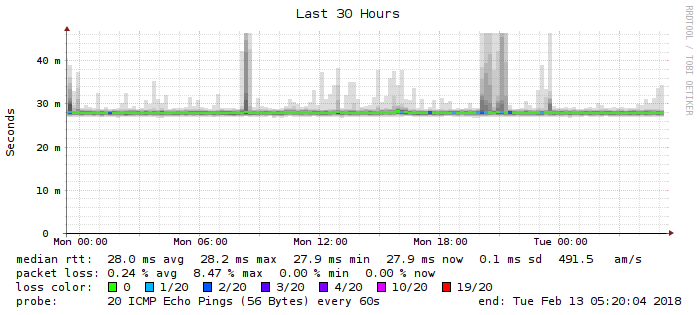 Last 30 Hours
RRDTOOL / TOBI OETIKER
Seconds
40 m
30 m
20 m
10 m
0
Mon 00:00 Mon 06:00 Mon 12:00 Mon 18:00 Tue 00:00
median rtt: 28.0 ms avg 28.2 ms max 27.9 ms min 27.9 ms now 0.1 ms sd 491.5 am/s
packet loss: 0.24 % avg 8.47 % max 0.00 % min 0.00 % now
loss color: 0 1/20 2/20 3/20 4/20 10/20 19/20
probe: 20 ICMP Echo Pings (56 Bytes) every 60s end: Tue Feb 13 05:20:04 2018